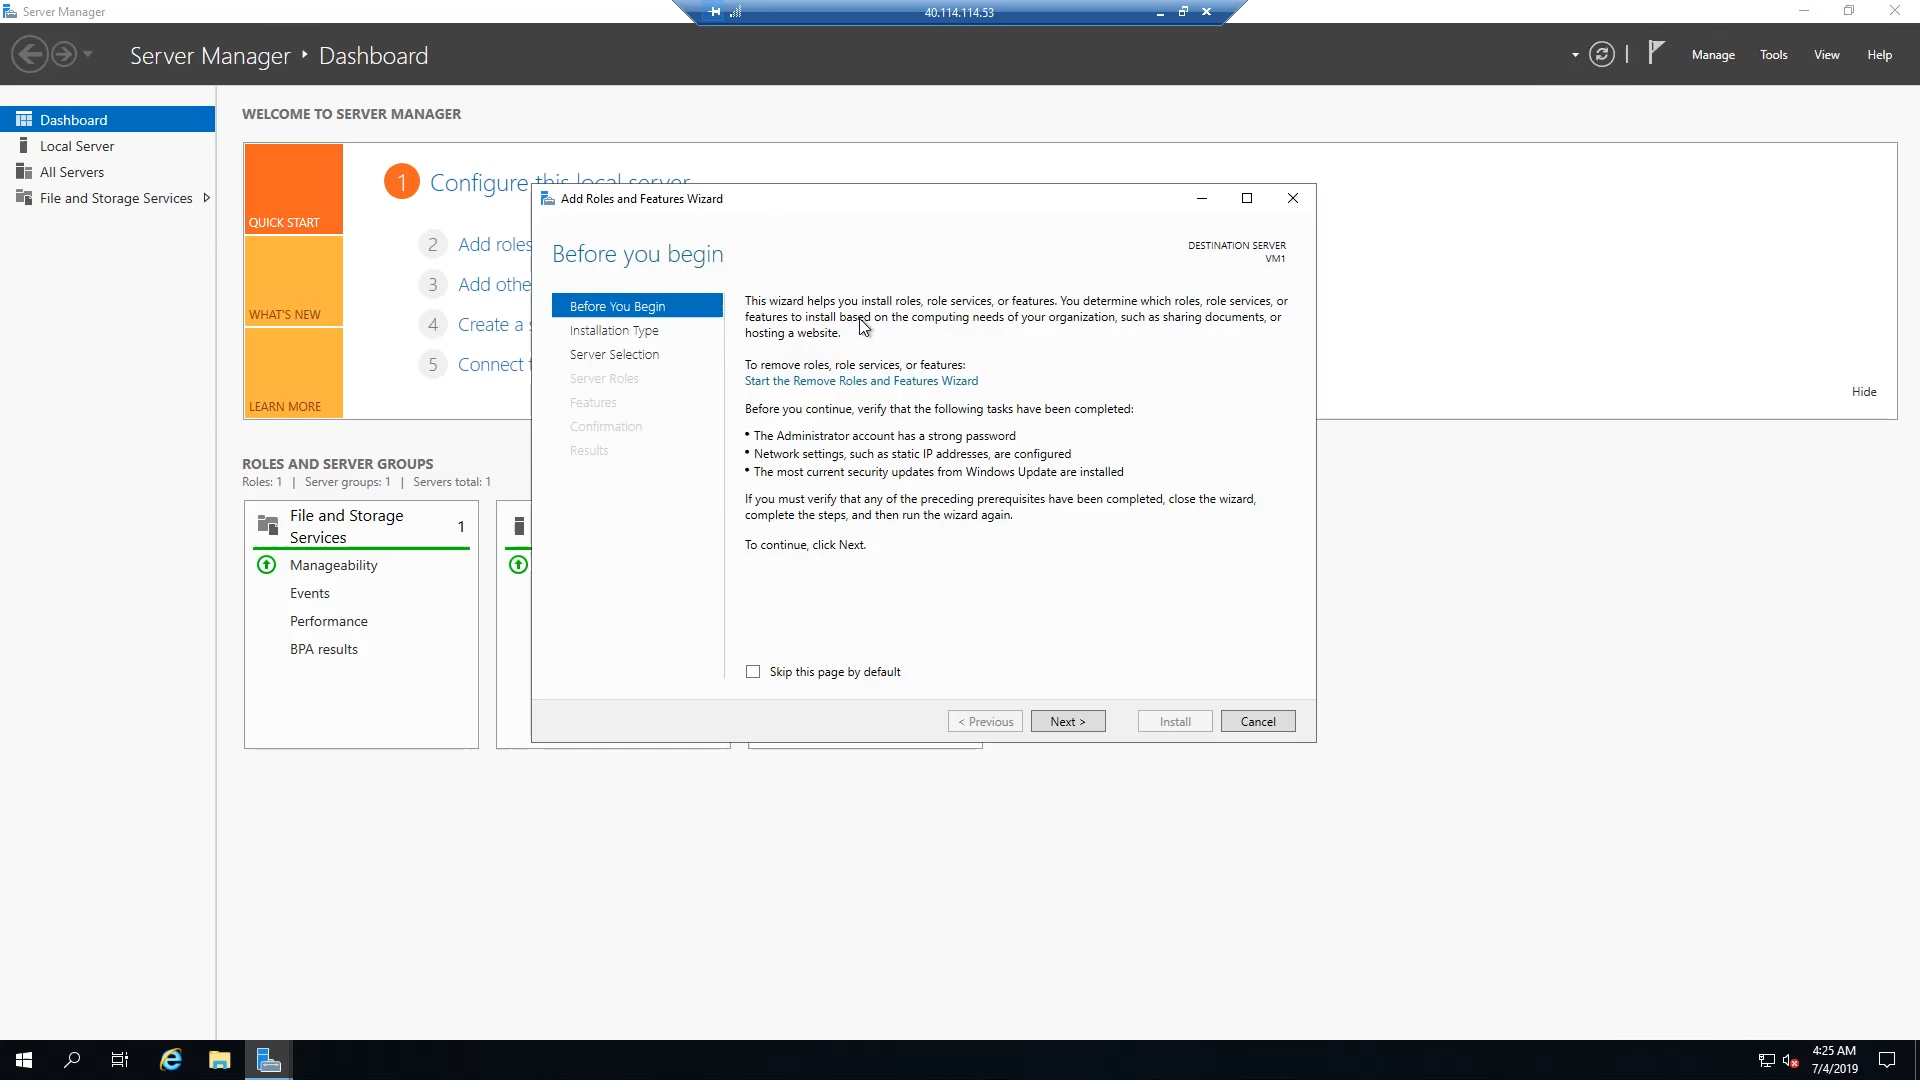 Server Manager
40.114.114.53
Server Manager ‣ Dashboard
Manage
Tools
View
Help
Dashboard
Local Server
All Servers
File and Storage Services
WELCOME TO SERVER MANAGER
QUICK START
WHAT'S NEW
LEARN MORE
1 Configure this local server
2 Add roles
3 Add othe
4 Create a s
5 Connect t
Hide
ROLES AND SERVER GROUPS
Roles: 1 | Server groups: 1 | Servers total: 1
File and Storage
Services
1
Manageability
Events
Performance
BPA results
Add Roles and Features Wizard
Before you begin
DESTINATION SERVER
VM1
Before You Begin
Installation Type
Server Selection
Server Roles
Features
Confirmation
Results
This wizard helps you install roles, role services, or features. You determine which roles, role services, or
features to install based on the computing needs of your organization, such as sharing documents, or
hosting a website.
To remove roles, role services, or features:
Start the Remove Roles and Features Wizard
Before you continue, verify that the following tasks have been completed:
• The Administrator account has a strong password
• Network settings, such as static IP addresses, are configured
• The most current security updates from Windows Update are installed
If you must verify that any of the preceding prerequisites have been completed, close the wizard,
complete the steps, and then run the wizard again.
To continue, click Next.
Skip this page by default
< Previous
Next >
Install
Cancel
4:25 AM
7/4/2019